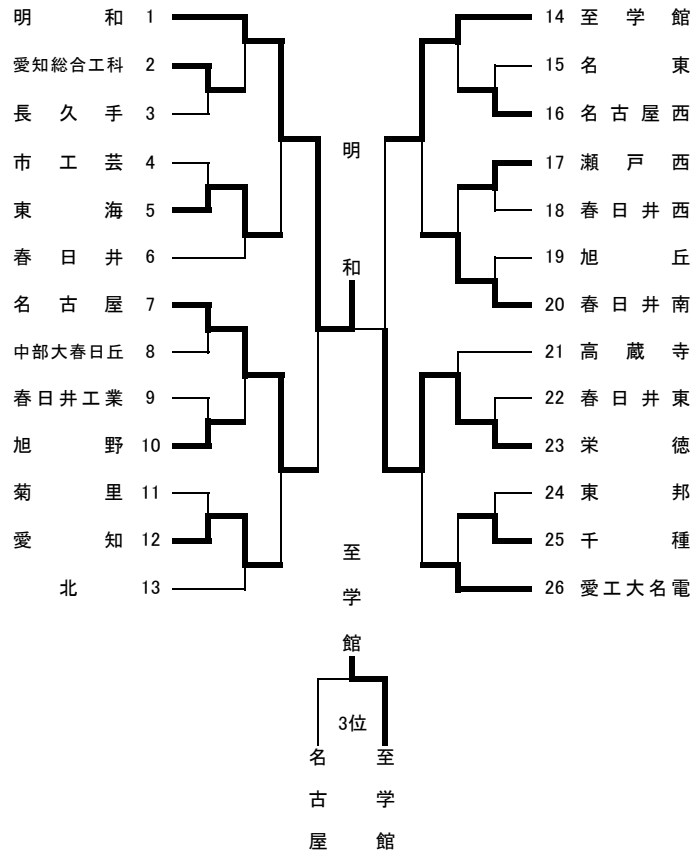 明和 1
愛知総合工科 2
長久手 3
市工芸 4
東海 5
春日井 6
名古屋 7
中部大春日丘 8
春日井工業 9
旭野 10
菊里 11
愛知 12
北 13
明和
14 至学館
15 名東
16 名古屋西
17 瀬戸西
18 春日井西
19 旭丘
20 春日井南
21 高蔵寺
22 春日井東
23 栄徳
24 東邦
25 千種
26 愛工大名電
至学館
3位
名古屋
至学館